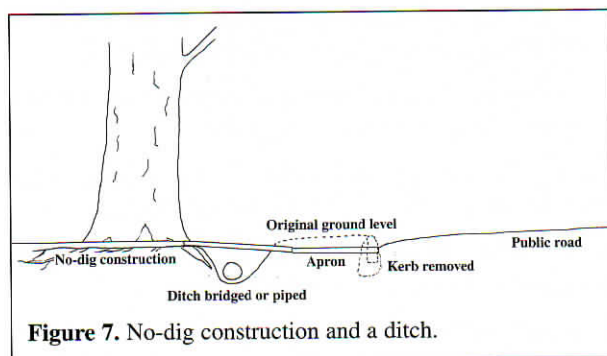 Original ground level
Public road
No-dig construction
Apron
Kerb removed
Ditch bridged or piped
Figure 7. No-dig construction and a ditch.